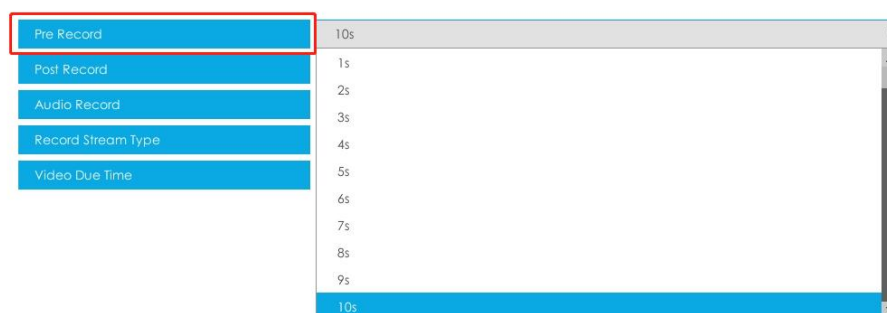 Pre Record
10s
Post Record
1s
2s
Audio Record
3s
Record Stream Type
4s
Video Due Time
5s
6s
7s
8s
9s
10s